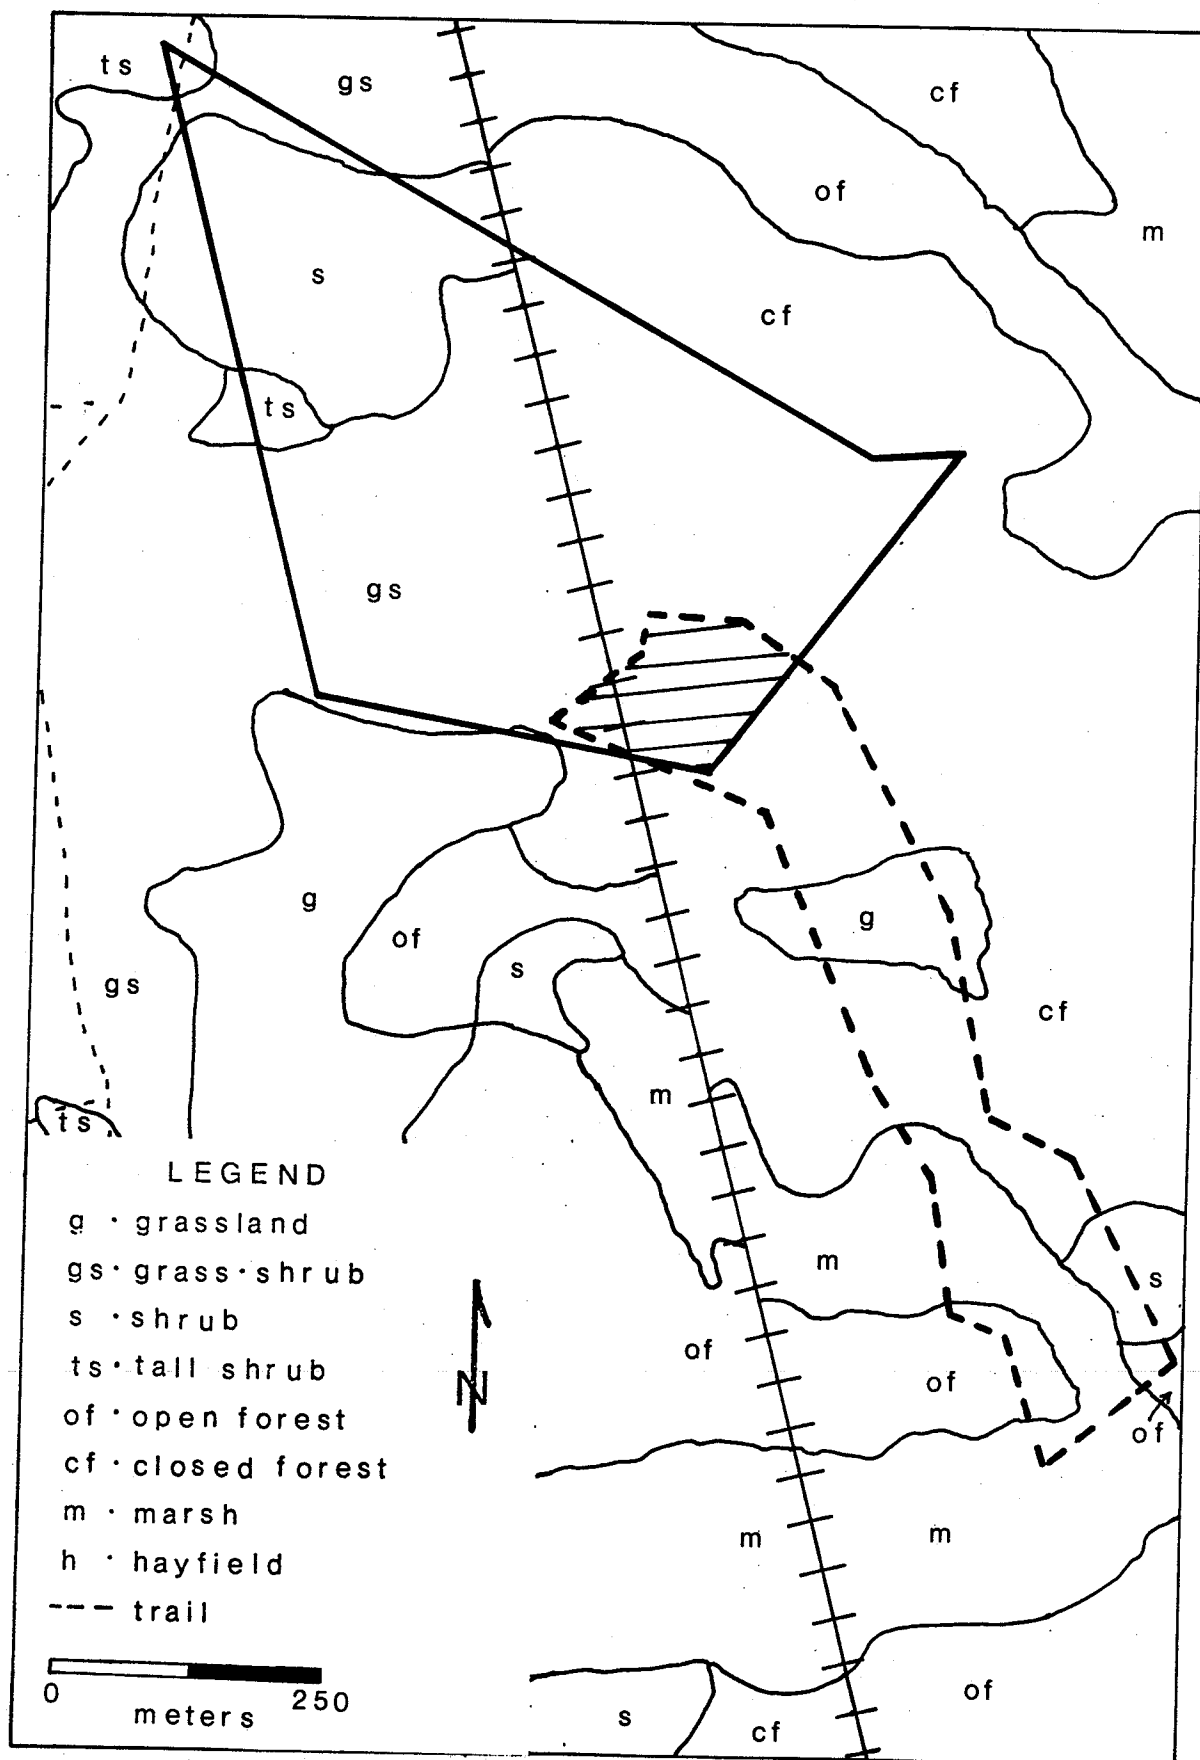 ts
gs
cf
of
m
s
cf
ts
gs
g
g
of
s
gs
cf
m
ts
LEGEND
g · grassland
gs · grass · shrub
s · shrub
ts · tall shrub
of · open forest
cf · closed forest
m · marsh
h · hayfield
--- trail
0 250
meters
N
m
s
of
of
of
m
m
of
s
cf